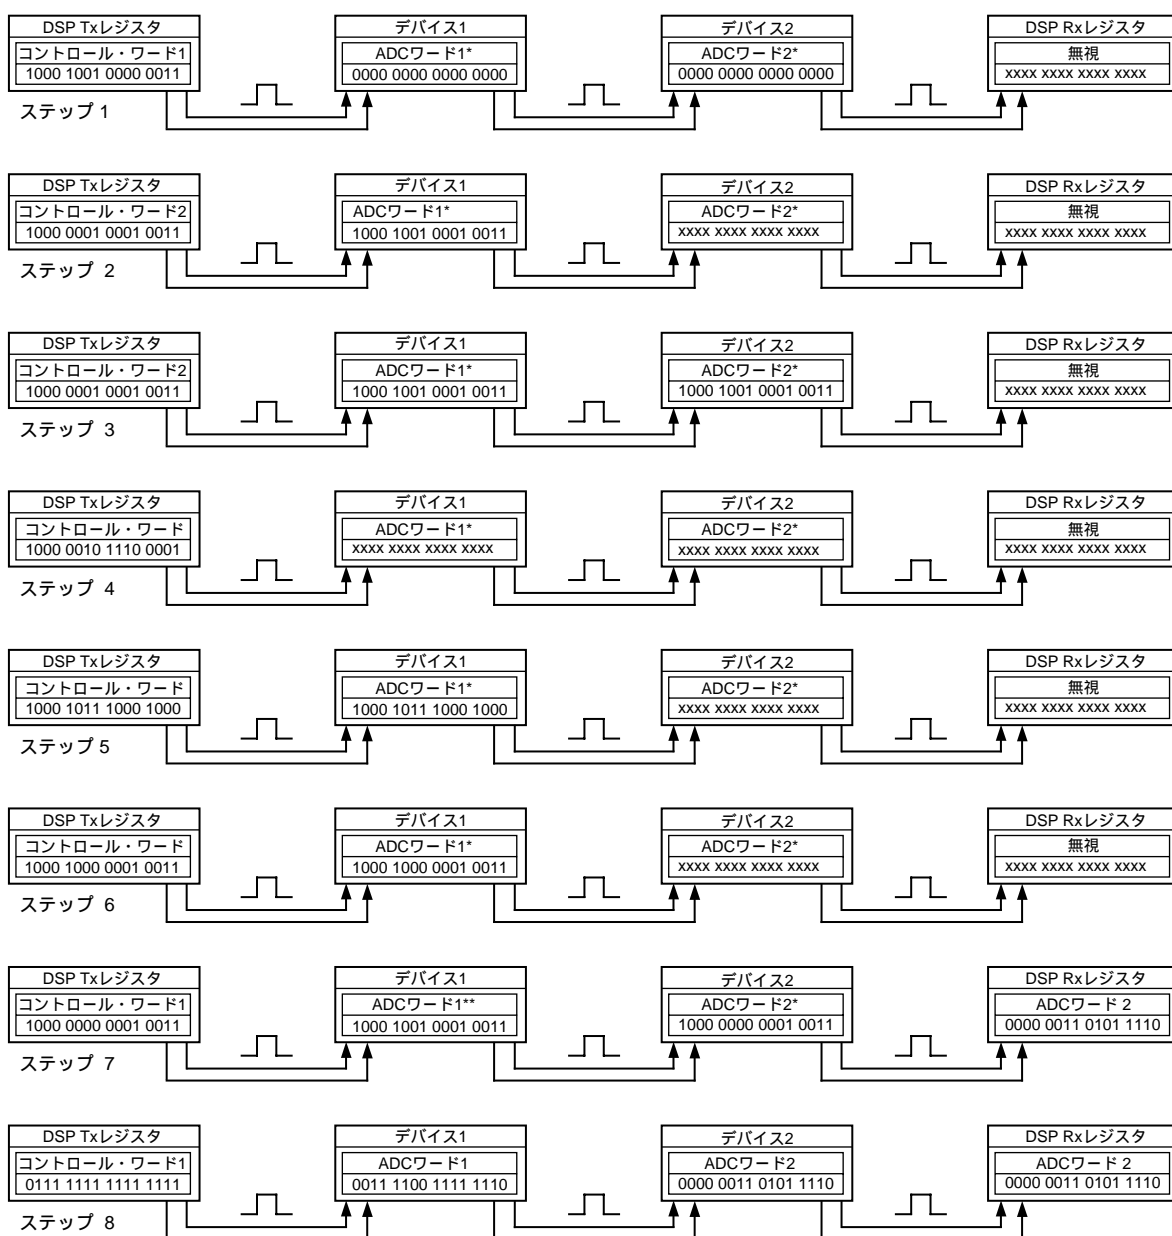 DSP Txレジスタ
コントロール・ワード1
1000 1001 0000 0011
デバイス1
ADCワード1*
0000 0000 0000 0000
デバイス2
ADCワード2*
0000 0000 0000 0000
DSP Rxレジスタ
無視
xxxx xxxx xxxx xxxx
ステップ 1
DSP Txレジスタ
コントロール・ワード2
1000 0001 0001 0011
デバイス1
ADCワード1*
1000 1001 0001 0011
デバイス2
ADCワード2*
xxxx xxxx xxxx xxxx
DSP Rxレジスタ
無視
xxxx xxxx xxxx xxxx
ステップ 2
DSP Txレジスタ
コントロール・ワード2
1000 0001 0001 0011
デバイス1
ADCワード1*
1000 1001 0001 0011
デバイス2
ADCワード2*
1000 1001 0001 0011
DSP Rxレジスタ
無視
xxxx xxxx xxxx xxxx
ステップ 3
DSP Txレジスタ
コントロール・ワード
1000 0010 1110 0001
デバイス1
ADCワード1*
xxxx xxxx xxxx xxxx
デバイス2
ADCワード2*
xxxx xxxx xxxx xxxx
DSP Rxレジスタ
無視
xxxx xxxx xxxx xxxx
ステップ 4
DSP Txレジスタ
コントロール・ワード
1000 1011 1000 1000
デバイス1
ADCワード1*
1000 1011 1000 1000
デバイス2
ADCワード2*
xxxx xxxx xxxx xxxx
DSP Rxレジスタ
無視
xxxx xxxx xxxx xxxx
ステップ 5
DSP Txレジスタ
コントロール・ワード
1000 1000 0001 0011
デバイス1
ADCワード1*
1000 1000 0001 0011
デバイス2
ADCワード2*
xxxx xxxx xxxx xxxx
DSP Rxレジスタ
無視
xxxx xxxx xxxx xxxx
ステップ 6
DSP Txレジスタ
コントロール・ワード1
1000 0000 0001 0011
デバイス1
ADCワード1**
1000 1001 0001 0011
デバイス2
ADCワード2*
1000 0000 0001 0011
DSP Rxレジスタ
ADCワード 2
0000 0011 0101 1110
ステップ 7
DSP Txレジスタ
コントロール・ワード1
0111 1111 1111 1111
デバイス1
ADCワード1
0011 1100 1111 1110
デバイス2
ADCワード2
0000 0011 0101 1110
DSP Rxレジスタ
ADCワード 2
0000 0011 0101 1110
ステップ 8